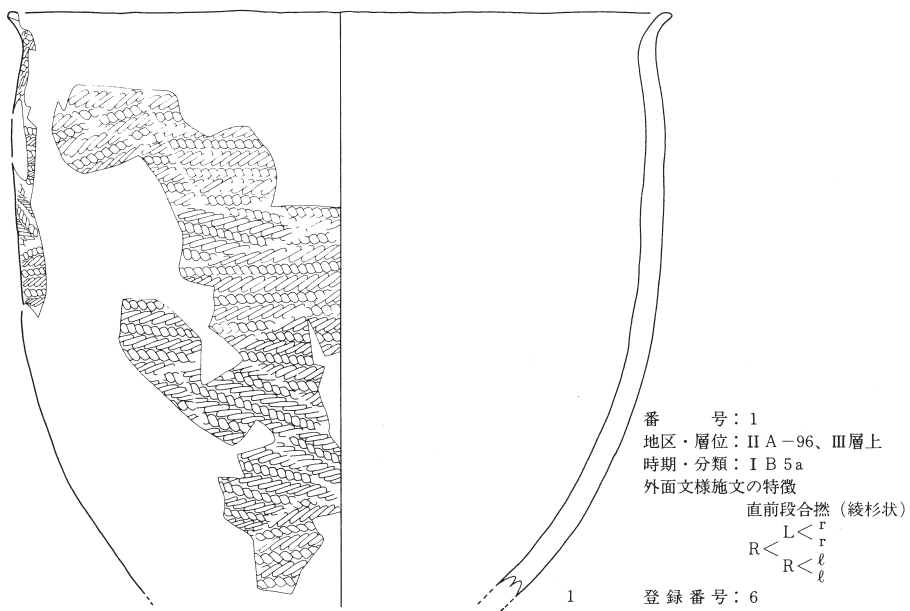 番　　号：1
地区・層位：ⅡA－96、Ⅲ層上
時期・分類：ⅠB5a
外面文様施文の特徴
直前段合撚（綾杉状）
R＜L＜r r
R＜ℓ ℓ
1
登録番号：6